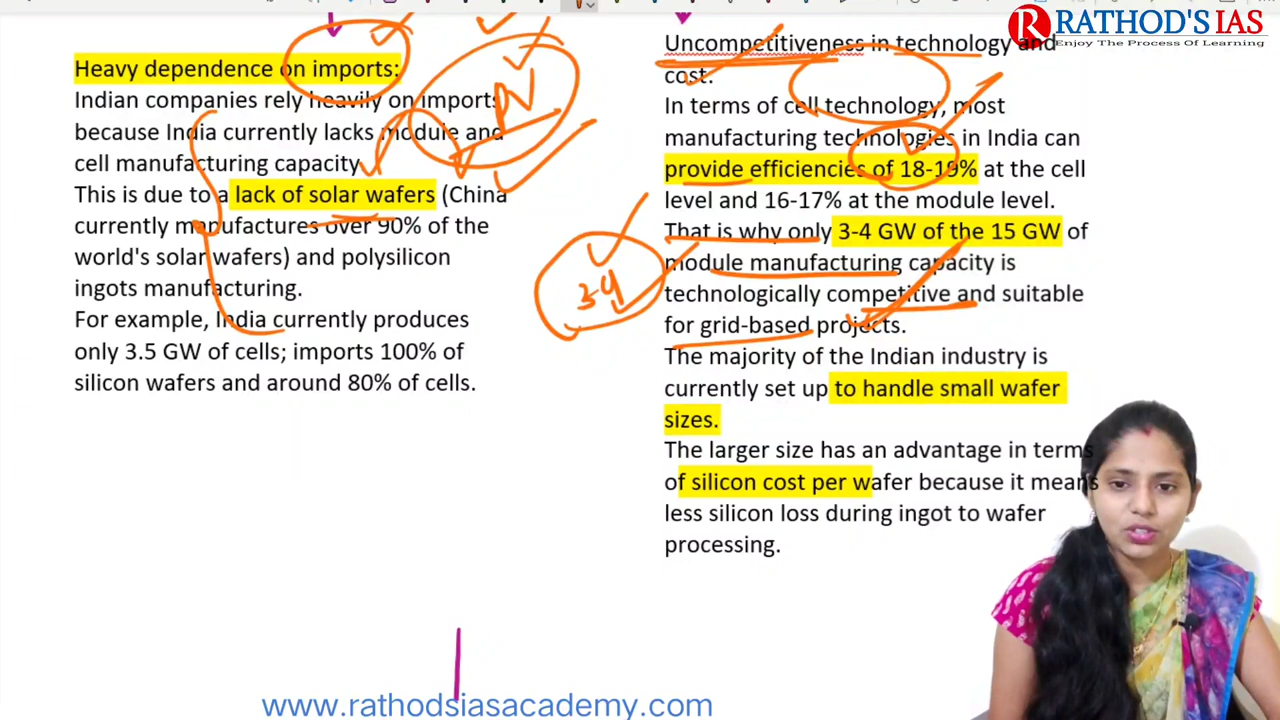 RATHOD'S IAS
Enjoy The Process Of Learning
Heavy dependence on imports:
Indian companies rely heavily on imports
because India currently lacks module and
cell manufacturing capacity
This is due to a lack of solar wafers (China
currently manufactures over 90% of the
world's solar wafers) and polysilicon
ingots manufacturing.
For example, India currently produces
only 3.5 GW of cells; imports 100% of
silicon wafers and around 80% of cells.
PV
3-4
Uncompetitiveness in technology and
cost.
In terms of cell technology, most
manufacturing technologies in India can
provide efficiencies of 18-19% at the cell
level and 16-17% at the module level.
That is why only 3-4 GW of the 15 GW of
module manufacturing capacity is
technologically competitive and suitable
for grid-based projects.
The majority of the Indian industry is
currently set up to handle small wafer
sizes.
The larger size has an advantage in terms
of silicon cost per wafer because it means
less silicon loss during ingot to wafer
processing.
www.rathodsiasacademy.com